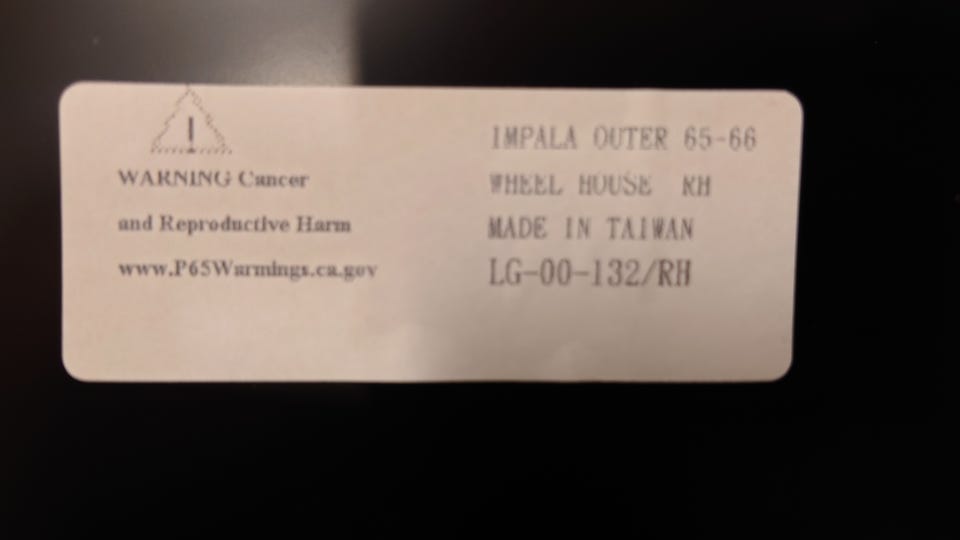 !
WARNING Cancer
and Reproductive Harm
www.P65Warmings.ca.gov
IMPALA OUTER 65-66
WHEEL HOUSE RH
MADE IN TAIWAN
LG-00-132/RH